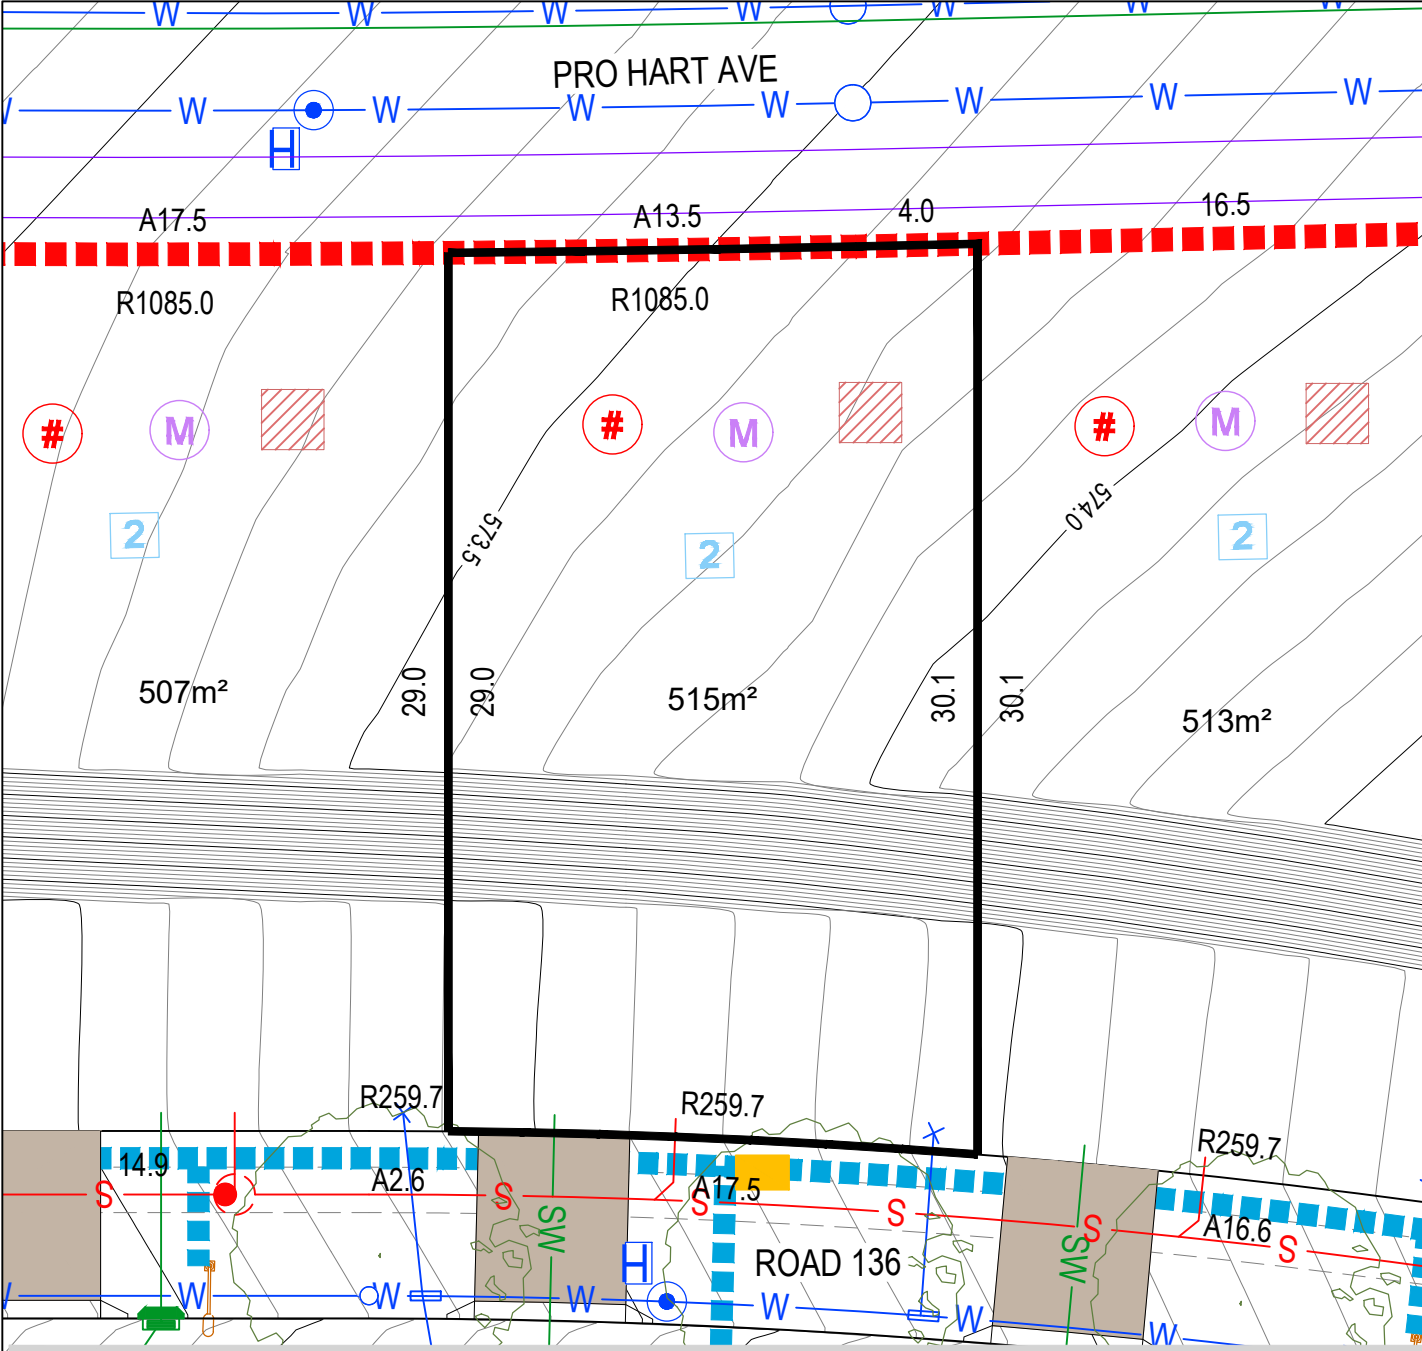 W W W W W W W
PRO HART AVE
W W W W W W W W
H
A17.5 A13.5 4.0 16.5
R1085.0 R1085.0
# M # M # M
573.5 574.0
2 2 2
29.0 29.0 30.1 30.1
507m² 515m² 513m²
R259.7 R259.7 R259.7
14.9 A2.6 A17.5 A16.6
S S S S S S
SW SW
H ROAD 136
W W W W W W W